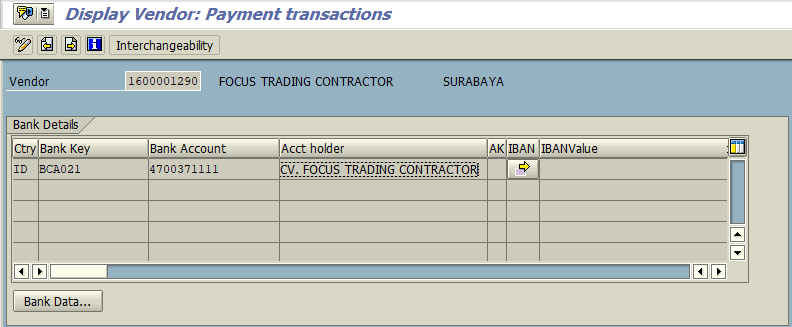 Display Vendor: Payment transactions
Interchangeability
Vendor 1600001290 FOCUS TRADING CONTRACTOR SURABAYA
Bank Details
Ctry Bank Key Bank Account Acct holder AK IBAN IBANValue
ID BCA021 4700371111 CV. FOCUS TRADING CONTRACTOR
Bank Data...